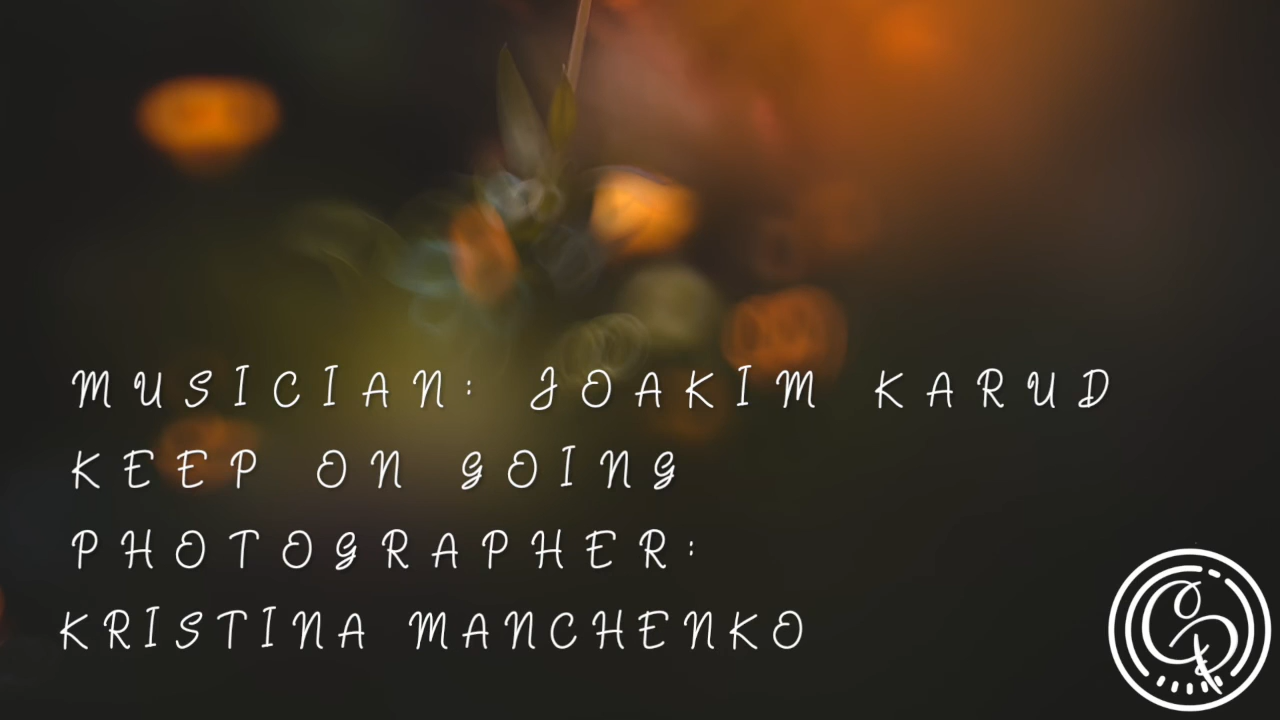 MUSICIAN: JOAKIM KARUD
KEEP ON GOING
PHOTOGRAPHER:
KRISTINA MANCHENKO